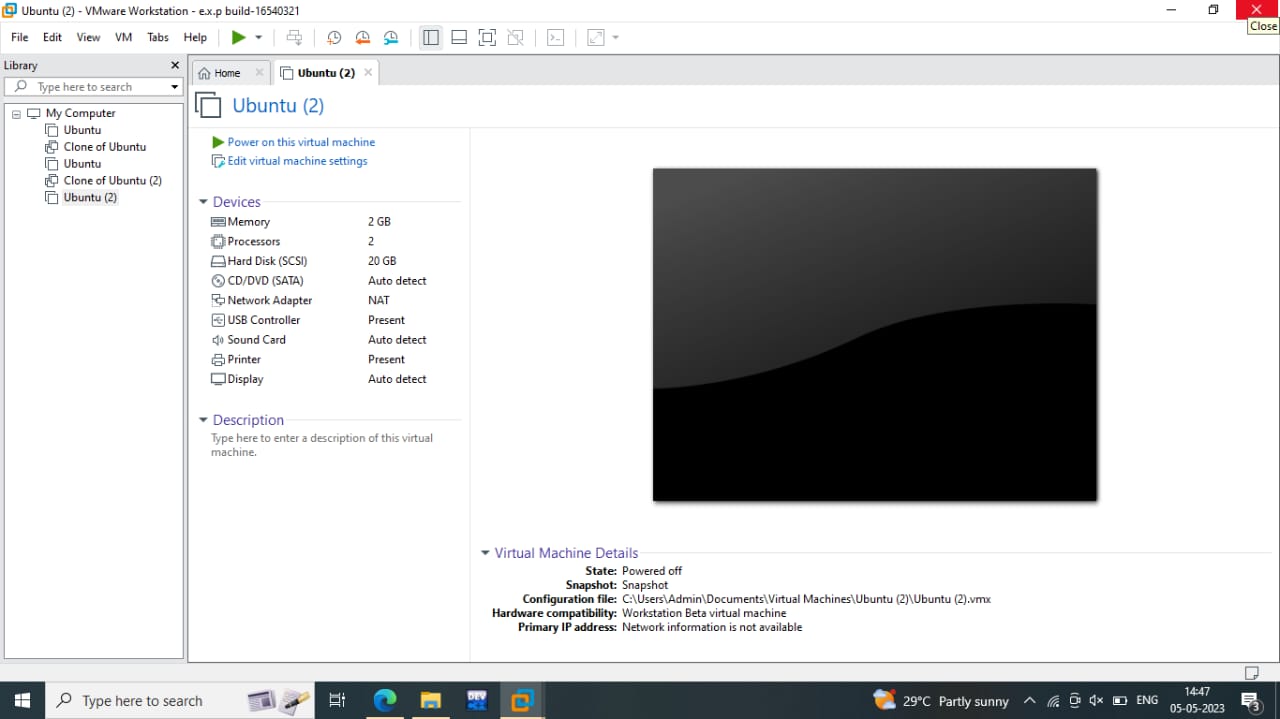 Ubuntu (2) - VMware Workstation - e.x.p build-16540321
Close
File Edit View VM Tabs Help
Library
Type here to search
My Computer
Ubuntu
Clone of Ubuntu
Ubuntu
Clone of Ubuntu (2)
Ubuntu (2)
Home Ubuntu (2)
Ubuntu (2)
Power on this virtual machine
Edit virtual machine settings
Devices
Memory 2 GB
Processors 2
Hard Disk (SCSI) 20 GB
CD/DVD (SATA) Auto detect
Network Adapter NAT
USB Controller Present
Sound Card Auto detect
Printer Present
Display Auto detect
Description
Type here to enter a description of this virtual
machine.
Virtual Machine Details
State: Powered off
Snapshot: Snapshot
Configuration file: C:\Users\Admin\Documents\Virtual Machines\Ubuntu (2)\Ubuntu (2).vmx
Hardware compatibility: Workstation Beta virtual machine
Primary IP address: Network information is not available
Type here to search
DEV
29°C Partly sunny
ENG
14:47
05-05-2023
3